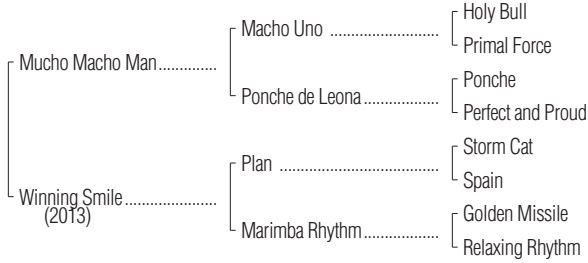 Holy Bull
Macho Uno ....................
Primal Force
Mucho Macho Man ..............
Ponche
Ponche de Leona ..............
Perfect and Proud
Storm Cat
Plan ..............................
Spain
Winning Smile ....................
(2013)
Golden Missile
Marimba Rhythm ..............
Relaxing Rhythm